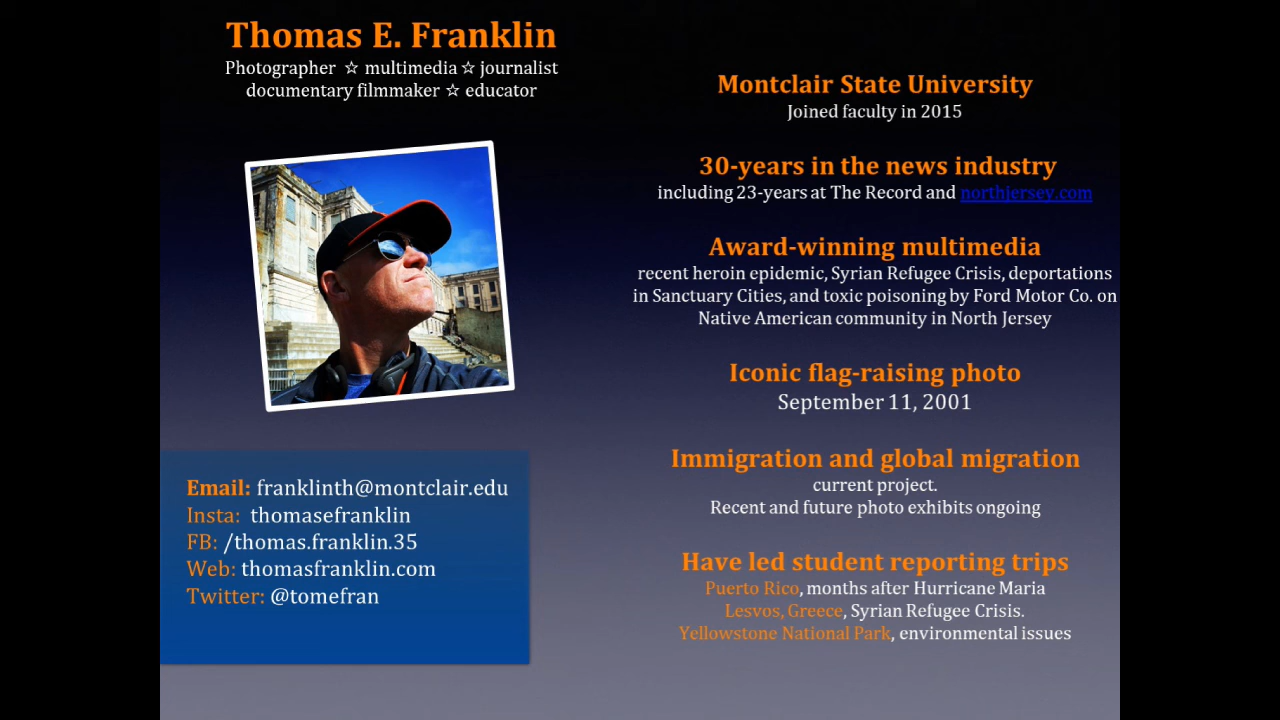 Thomas E. Franklin
Photographer ☆ multimedia ☆ journalist
documentary filmmaker ☆ educator
Email: franklinth@montclair.edu
Insta: thomasefranklin
FB: /thomas.franklin.35
Web: thomasfranklin.com
Twitter: @tomefran
Montclair State University
Joined faculty in 2015
30-years in the news industry
including 23-years at The Record and northjersey.com
Award-winning multimedia
recent heroin epidemic, Syrian Refugee Crisis, deportations
in Sanctuary Cities, and toxic poisoning by Ford Motor Co. on
Native American community in North Jersey
Iconic flag-raising photo
September 11, 2001
Immigration and global migration
current project.
Recent and future photo exhibits ongoing
Have led student reporting trips
Puerto Rico, months after Hurricane Maria
Lesvos, Greece, Syrian Refugee Crisis.
Yellowstone National Park, environmental issues